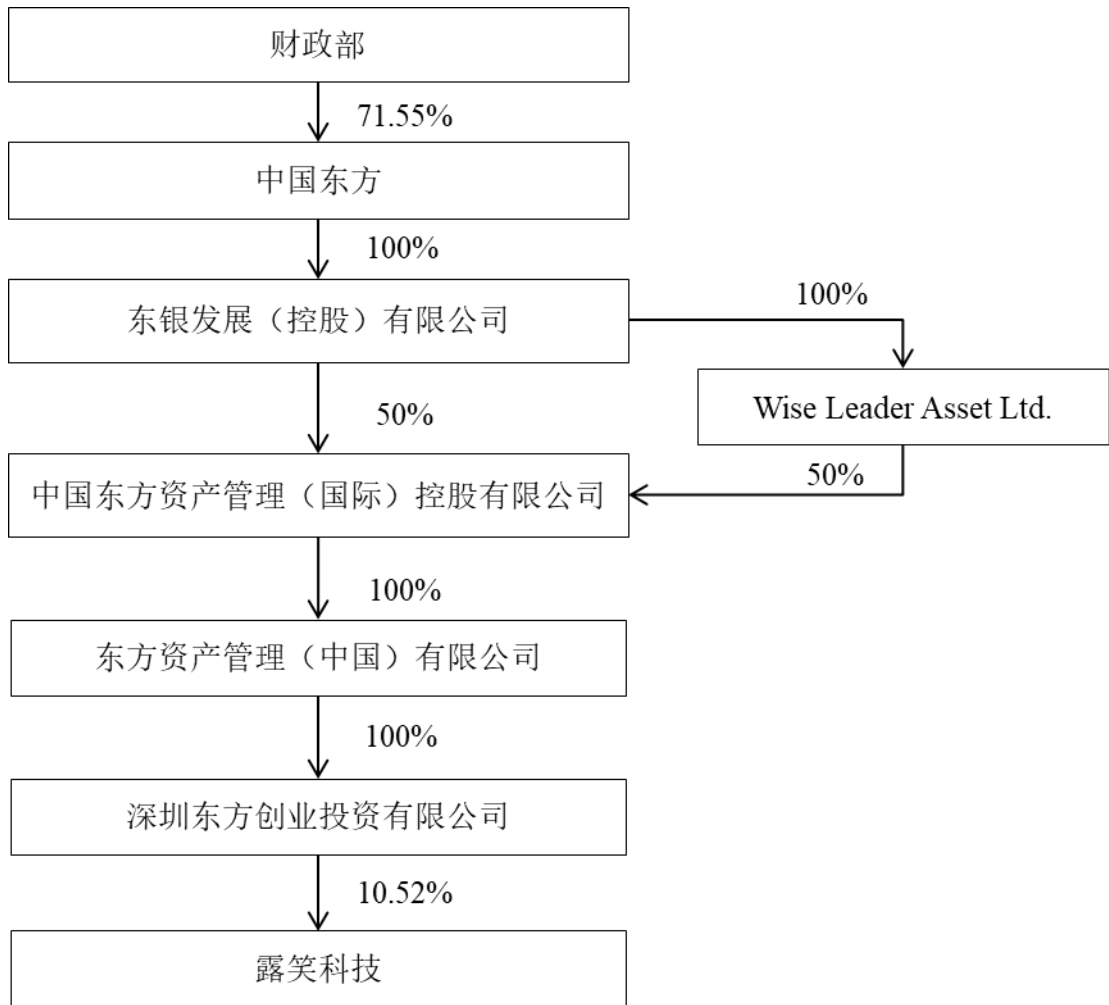 财政部
71.55%
中国东方
100%
东银发展（控股）有限公司
100%
Wise Leader Asset Ltd.
50%
50%
中国东方资产管理（国际）控股有限公司
100%
东方资产管理（中国）有限公司
100%
深圳东方创业投资有限公司
10.52%
露笑科技